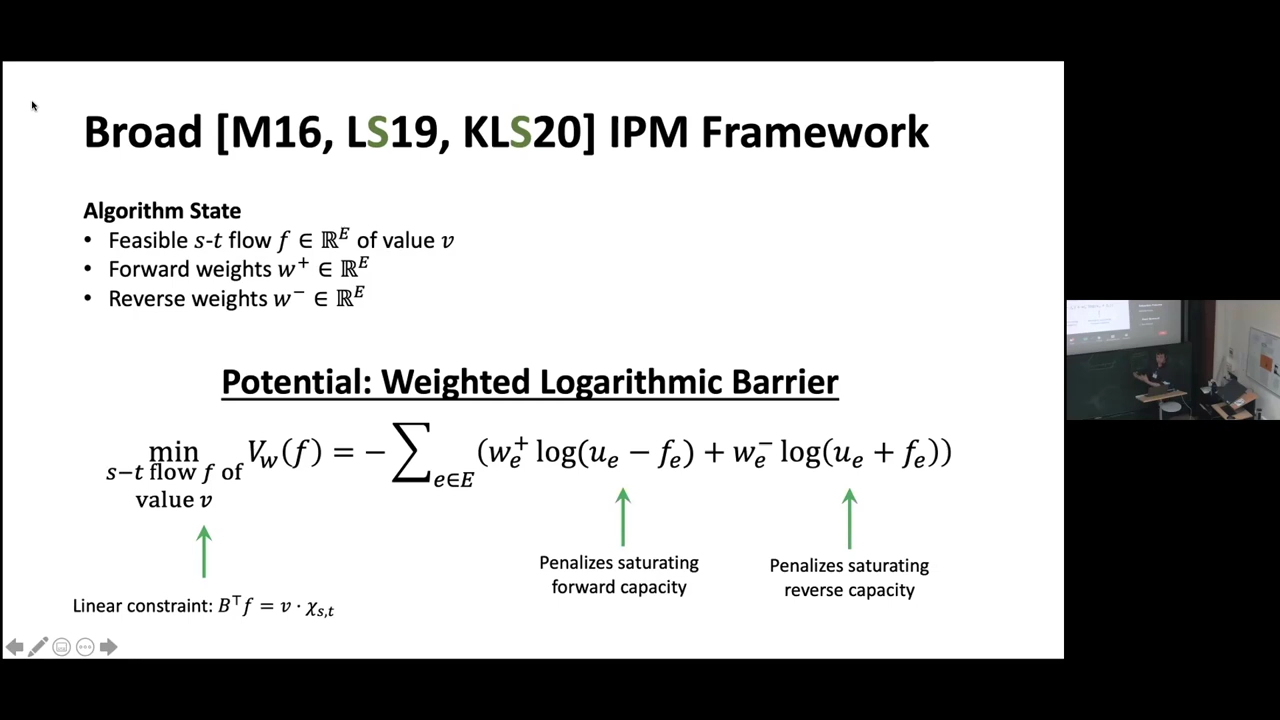 Broad [M16, LS19, KLS20] IPM Framework
Algorithm State
• Feasible s-t flow f ∈ ℝ^E of value v
• Forward weights w⁺ ∈ ℝ^E
• Reverse weights w⁻ ∈ ℝ^E
Potential: Weighted Logarithmic Barrier
min_{s−t flow f of value v} V_w(f) = −∑_{e∈E} (w_e^+ log(u_e − f_e) + w_e^− log(u_e + f_e))
Penalizes saturating
forward capacity
Penalizes saturating
reverse capacity
Linear constraint: B^⊤f = v · χ_{s,t}